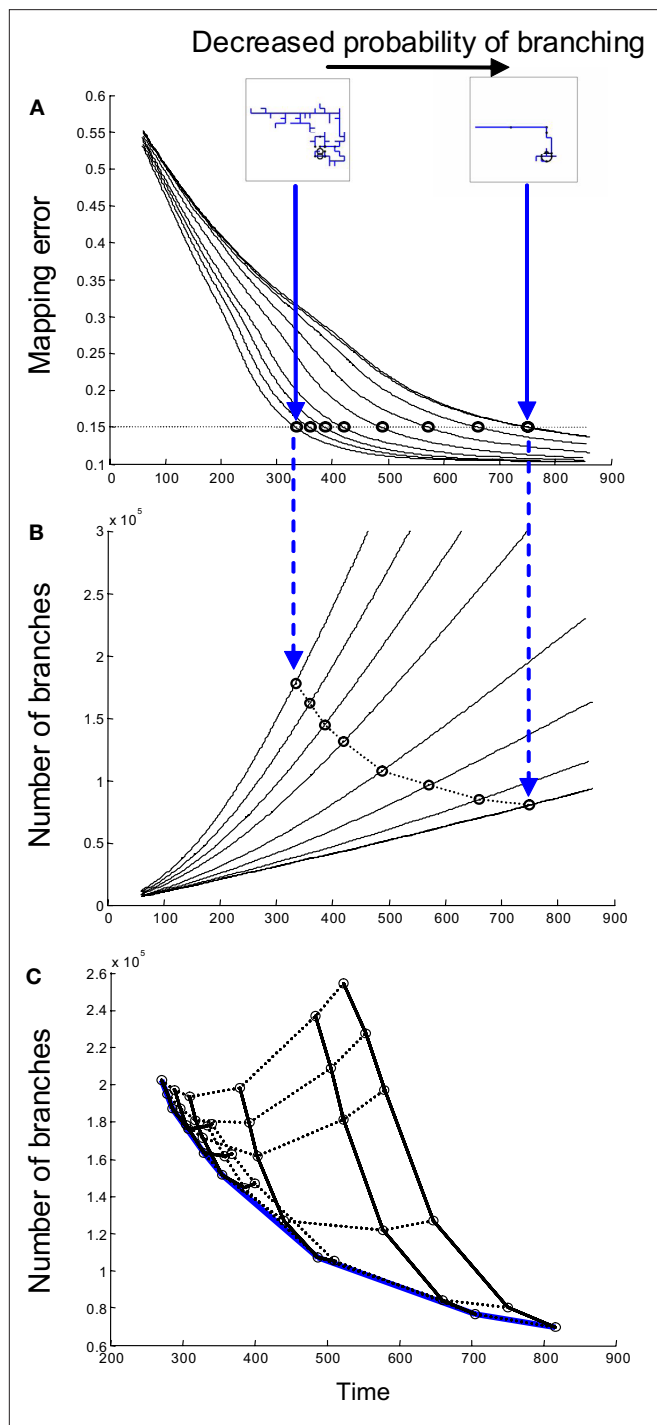 Decreased probability of branching
A
0.6
0.55
0.5
0.45
0.4
0.35
0.3
0.25
0.2
0.15
0.1
Mapping error
0 100 200 300 400 500 600 700 800 900
B
x 10^5
3
2.5
2
1.5
1
0.5
0
Number of branches
0 100 200 300 400 500 600 700 800 900
C
x 10^5
2.6
2.4
2.2
2
1.8
1.6
1.4
1.2
1
0.8
0.6
Number of branches
200 300 400 500 600 700 800 900
Time